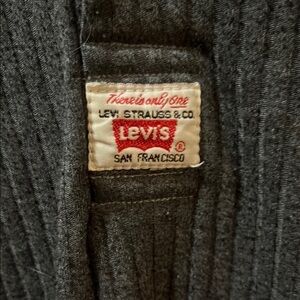 There is only one
LEVI STRAUSS & CO
LEVI'S
®
SAN FRANCISCO